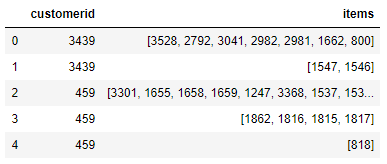 customerid items
0 3439 [3528, 2792, 3041, 2982, 2981, 1662, 800]
1 3439 [1547, 1546]
2 459 [3301, 1655, 1658, 1659, 1247, 3368, 1537, 153...
3 459 [1862, 1816, 1815, 1817]
4 459 [818]